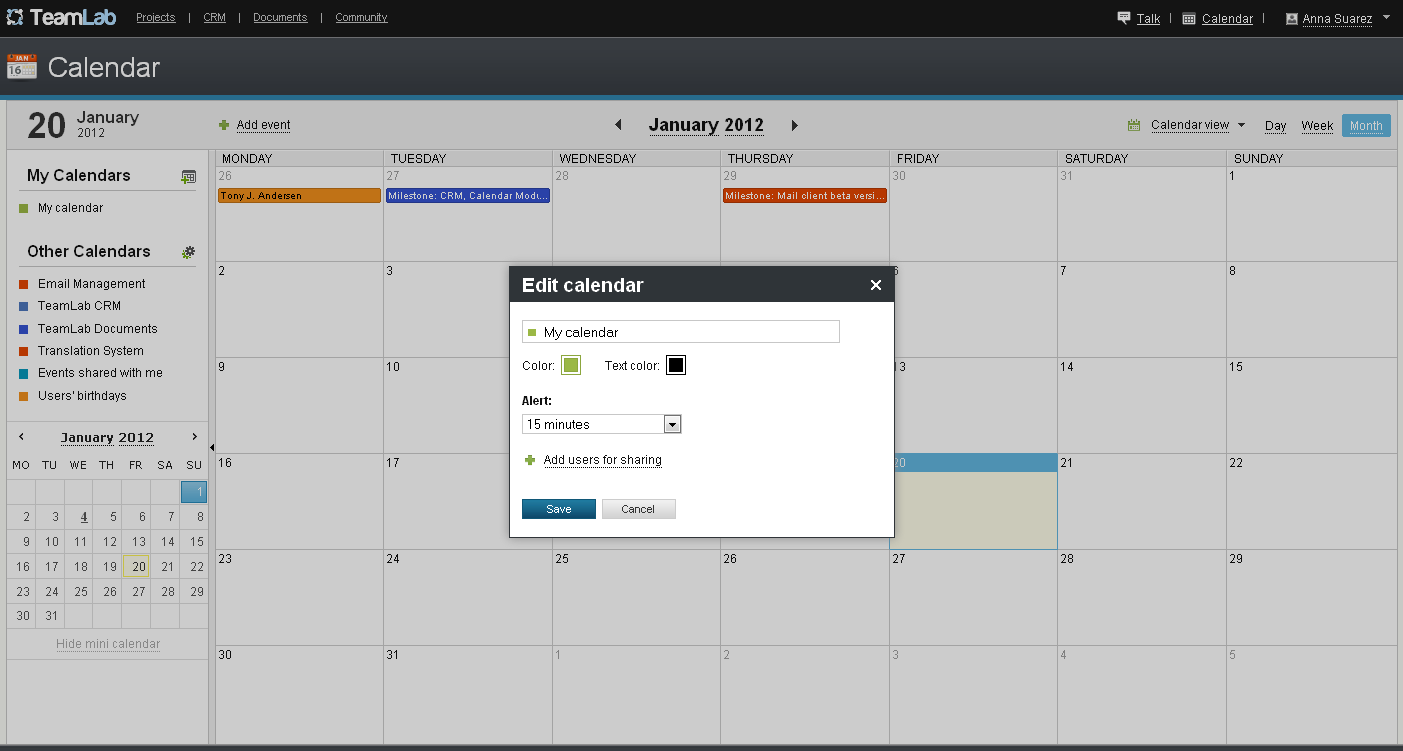 TeamLab Projects | CRM | Documents | Community Talk | Calendar | Anna Suarez
JAN
16
Calendar
20 January
2012
Add event
January 2012
Calendar view Day Week Month
My Calendars
My calendar
Other Calendars
Email Management
TeamLab CRM
TeamLab Documents
Translation System
Events shared with me
Users' birthdays
January 2012
MO TU WE TH FR SA SU
1
2 3 4 5 6 7 8
9 10 11 12 13 14 15
16 17 18 19 20 21 22
23 24 25 26 27 28 29
30 31
Hide mini calendar
MONDAY TUESDAY WEDNESDAY THURSDAY FRIDAY SATURDAY SUNDAY
26 27 28 29 30 31 1
Tony J. Andersen Milestone: CRM, Calendar Modu... Milestone: Mail client beta versi...
2 3 6 7 8
9 10 13 14 15
16 17 20 21 22
23 24 25 26 27 28 29
30 31 1 2 3 4 5
Edit calendar
My calendar
Color: Text color:
Alert:
15 minutes
Add users for sharing
Save Cancel